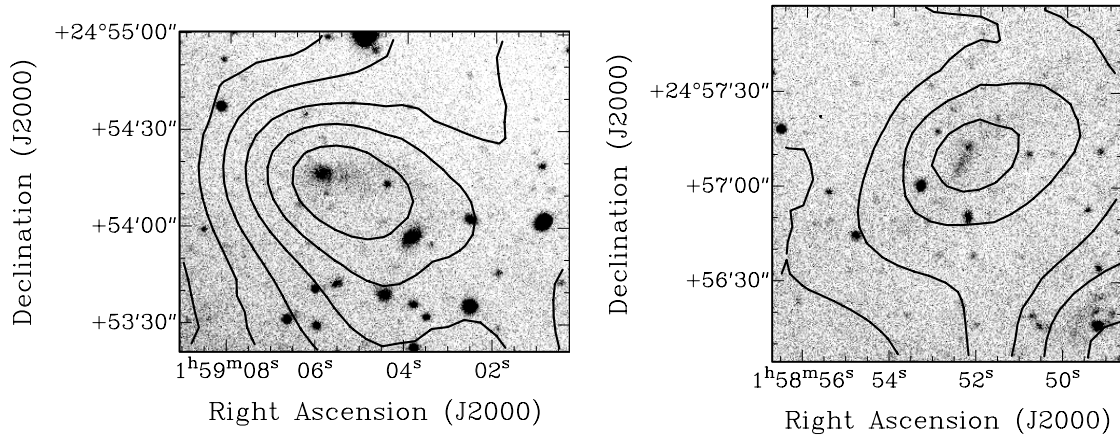 +24°55′00″
+54′30″
+54′00″
+53′30″
Declination (J2000)
1ʰ59ᵐ08ˢ 06ˢ 04ˢ 02ˢ
Right Ascension (J2000)
+24°57′30″
+57′00″
+56′30″
Declination (J2000)
1ʰ58ᵐ56ˢ 54ˢ 52ˢ 50ˢ
Right Ascension (J2000)